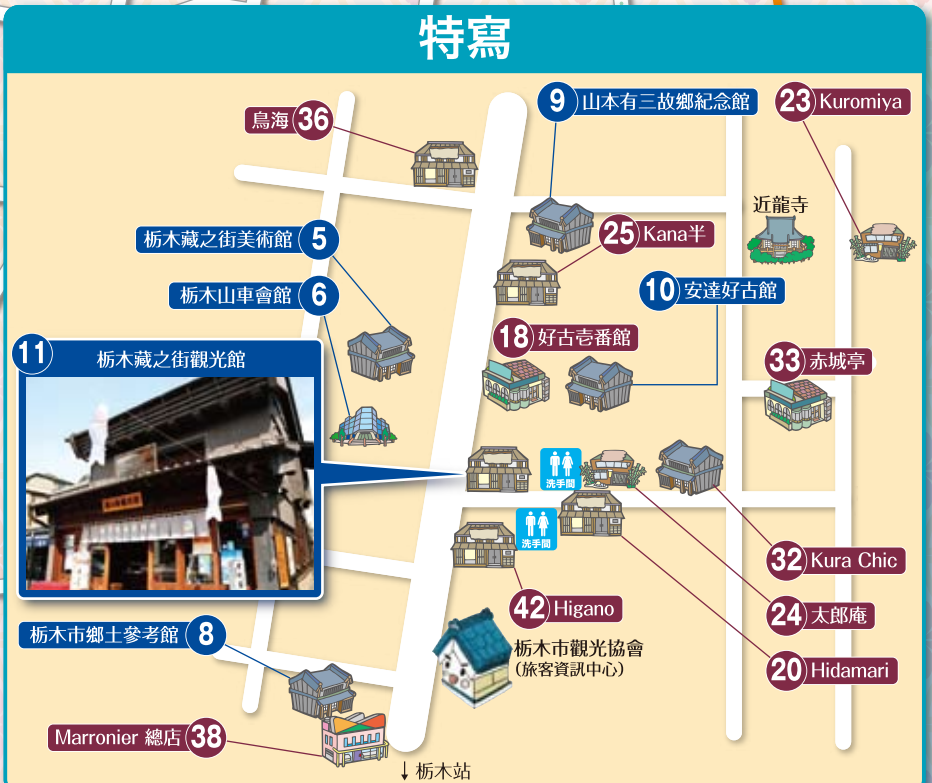 特寫
鳥海 36
9 山本有三故鄉紀念館
23 Kuromiya
近龍寺
栃木藏之街美術館 5
25 Kana半
栃木山車會館 6
10 安達好古館
11 栃木藏之街觀光館
18 好古壱番館
33 赤城亭
洗手間
洗手間
32 Kura Chic
42 Higano
24 太郎庵
栃木市鄉土參考館 8
栃木市觀光協會
(旅客資訊中心)
20 Hidamari
Marronier 總店 38
↓栃木站